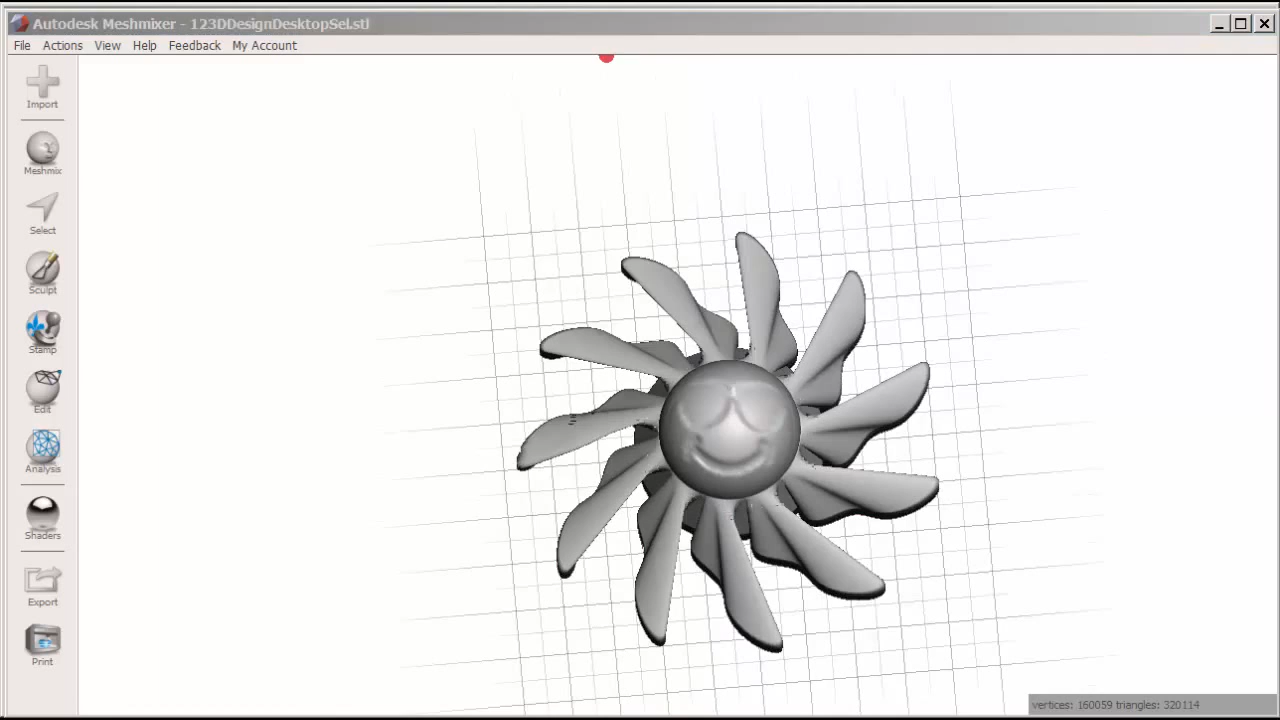 Autodesk Meshmixer - 123DDesignDesktopSel.stl
File Actions View Help Feedback My Account
Import
Meshmix
Select
Sculpt
Stamp
Edit
Analysis
Shaders
Export
Print
vertices: 160059 triangles: 320114